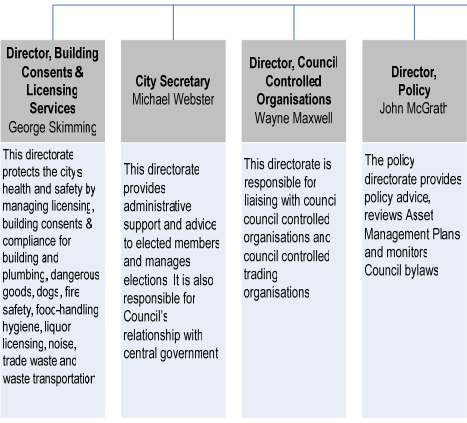 Director, Building
Consents &
Licensing
Services
George Skimming
This directorate
protects the city's
health and safety by
managing licensing,
building consents &
compliance for
building and
plumbing, dangerous
goods, dogs, fire
safety, food-handling
hygiene, liquor
licensing, noise,
trade waste and
waste transportation
City Secretary
Michael Webster
This directorate
provides
administrative
support and advice
to elected members
and manages
elections. It is also
responsible for
Council's
relationship with
central government
Director, Council
Controlled
Organisations
Wayne Maxwell
This directorate is
responsible for
liaising with council
council controlled
organisations and
council controlled
trading
organisations
Director,
Policy
John McGrath
The policy
directorate provides
policy advice,
reviews Asset
Management Plans
and monitors
Council bylaws